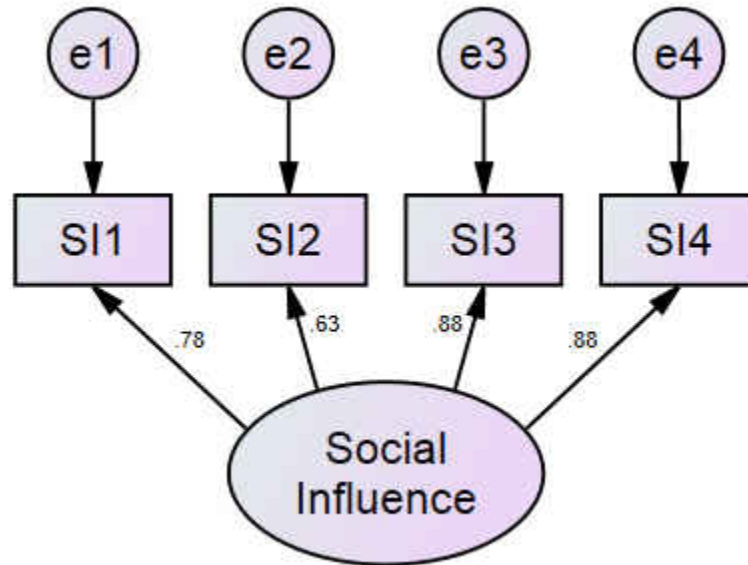 e1 e2 e3 e4
SI1 SI2 SI3 SI4
.78 .63 .88 .88
Social
Influence